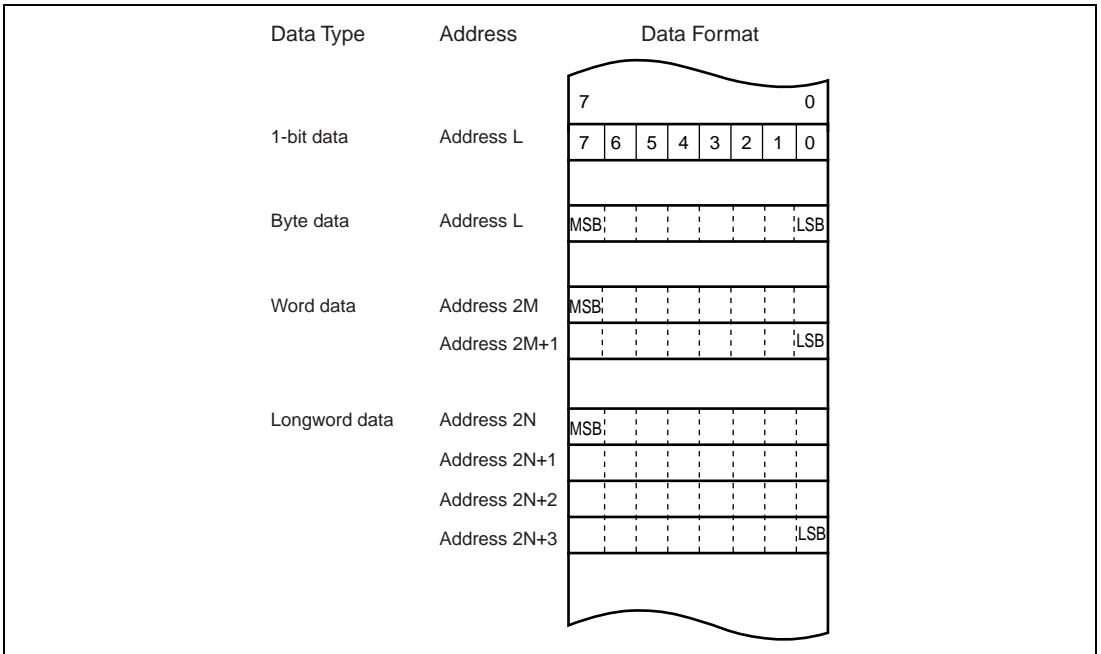 Data Type Address Data Format
7 0
1-bit data Address L 7 6 5 4 3 2 1 0
Byte data Address L MSB LSB
Word data Address 2M MSB
Address 2M+1 LSB
Longword data Address 2N MSB
Address 2N+1
Address 2N+2
Address 2N+3 LSB